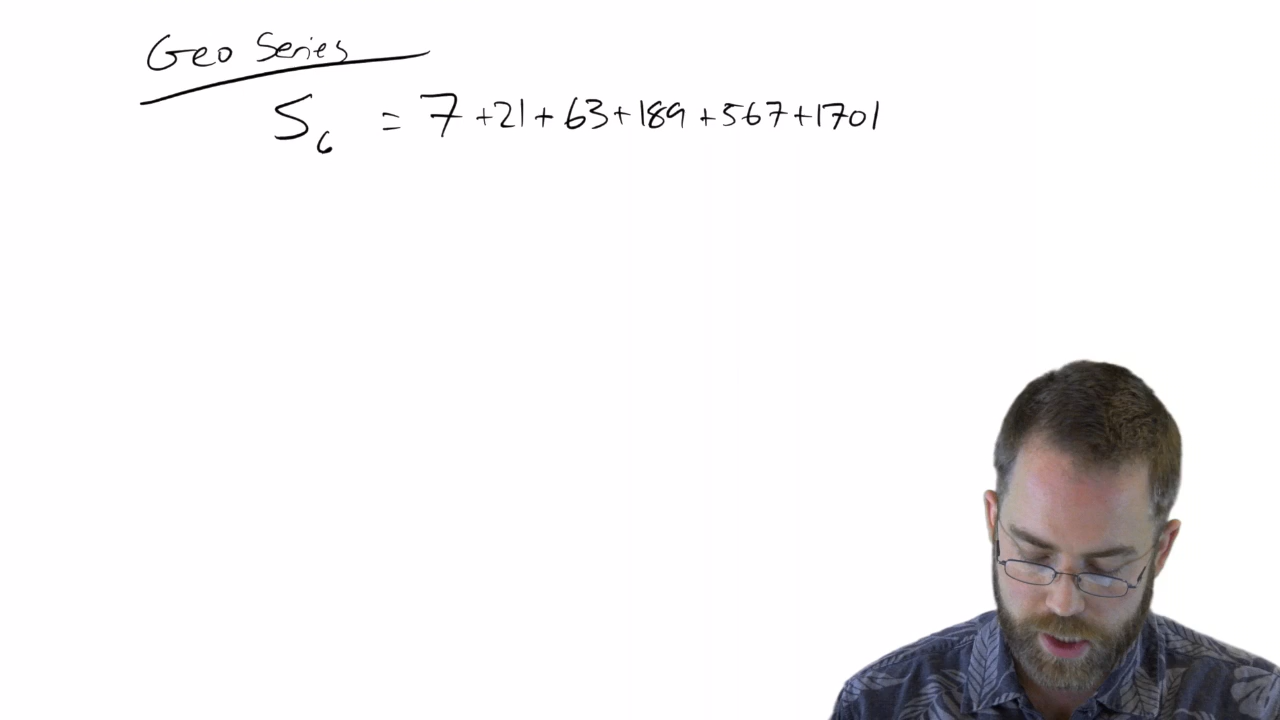 Geo Series
S₆ = 7 +21 + 63 + 189 + 567 + 1701